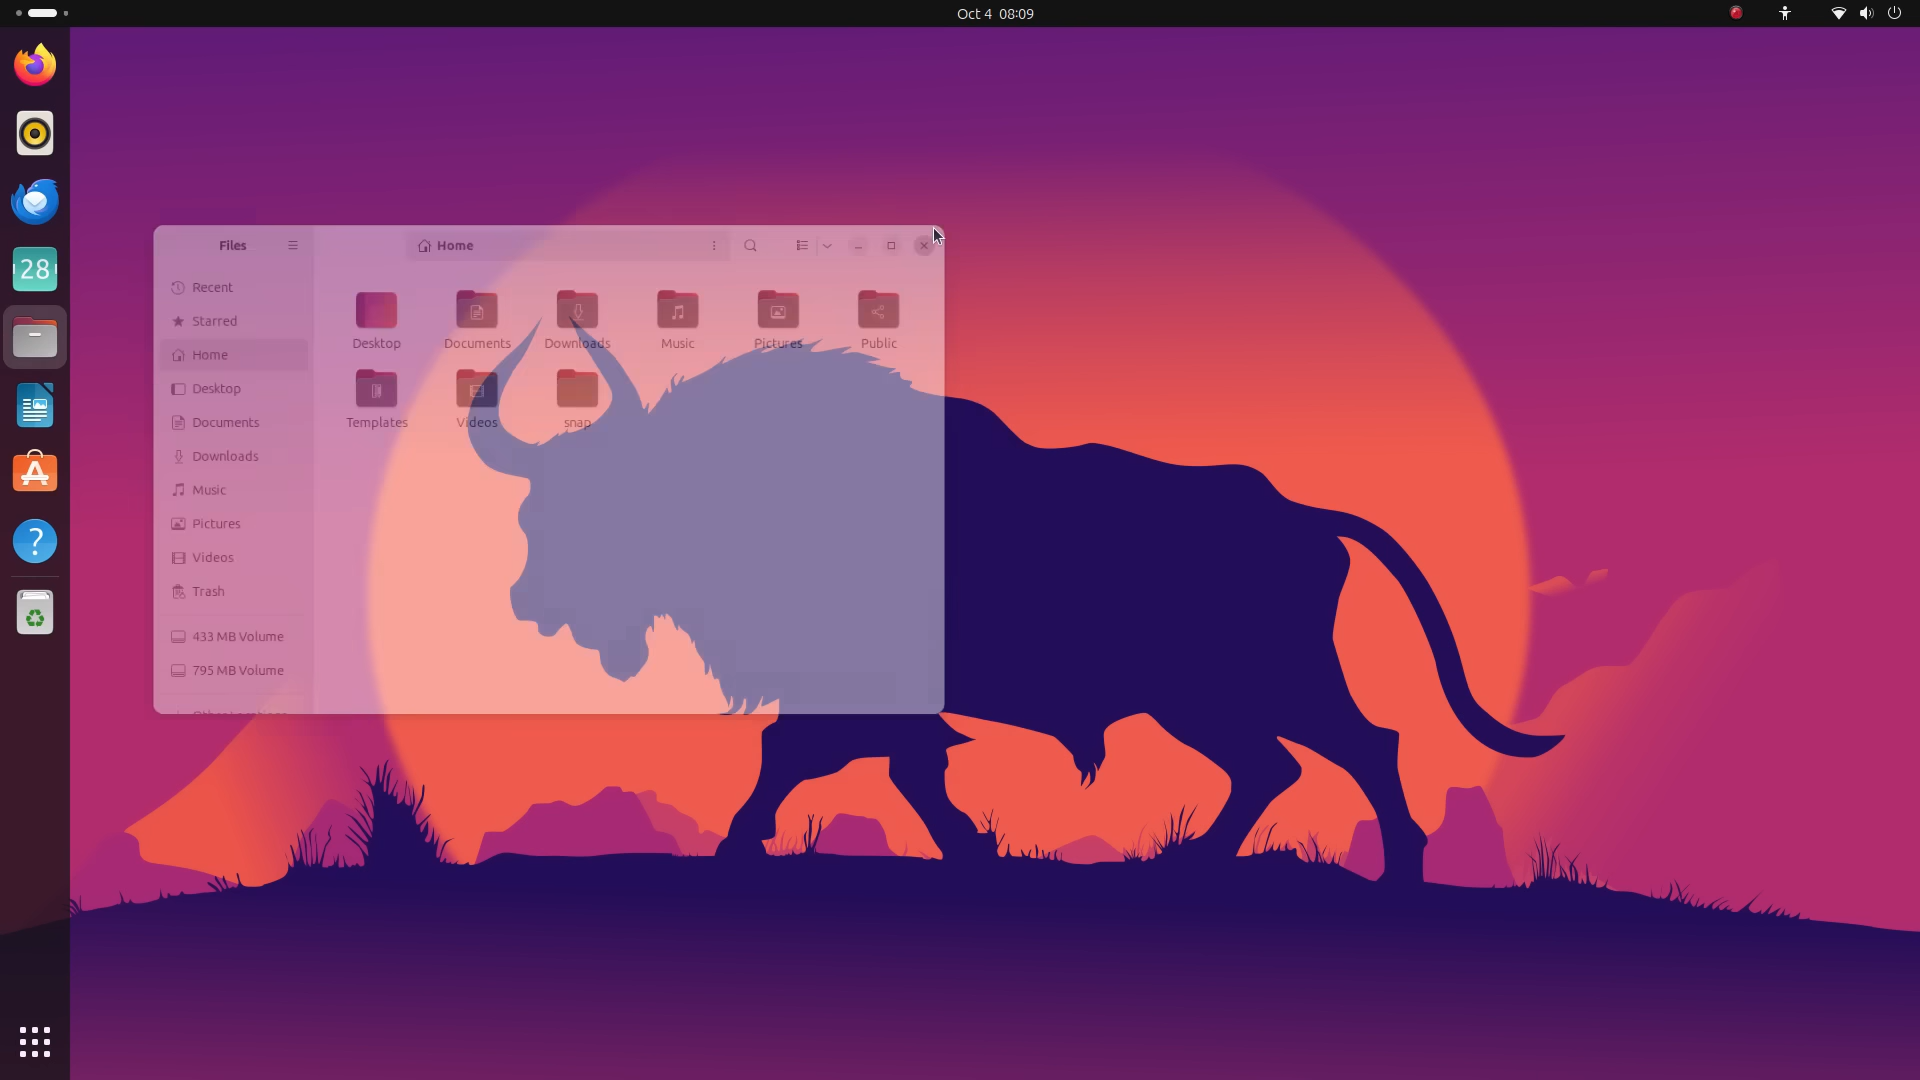 Oct 4 08:09
28
Files
Home
Recent
Starred
Home
Desktop
Documents
Downloads
Music
Pictures
Videos
Trash
433 MB Volume
795 MB Volume
Desktop Documents Downloads Music Pictures Public
Templates Videos snap